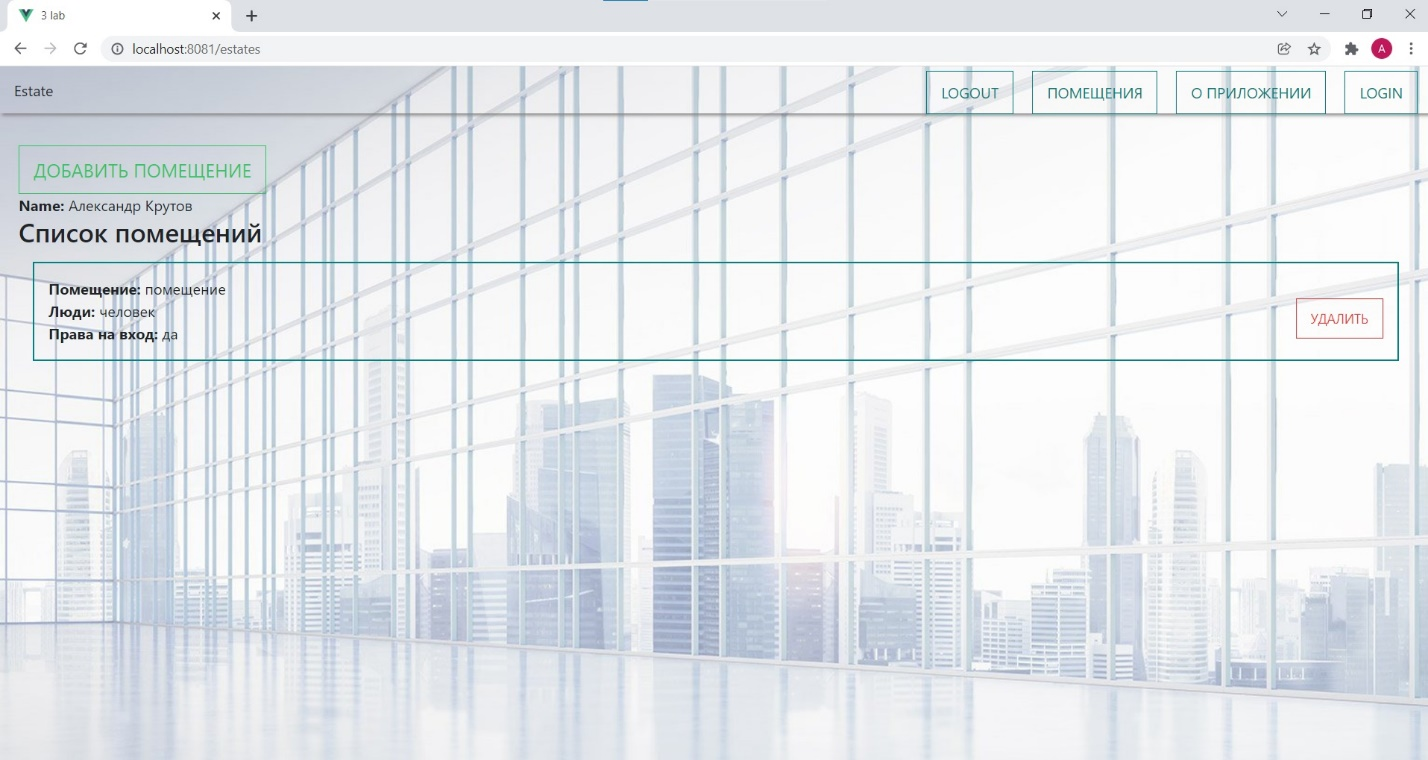 3 lab
localhost:8081/estates
A
Estate
LOGOUT
ПОМЕЩЕНИЯ
О ПРИЛОЖЕНИИ
LOGIN
ДОБАВИТЬ ПОМЕЩЕНИЕ
Name: Александр Крутов
Список помещений
Помещение: помещение
Люди: человек
Права на вход: да
УДАЛИТЬ